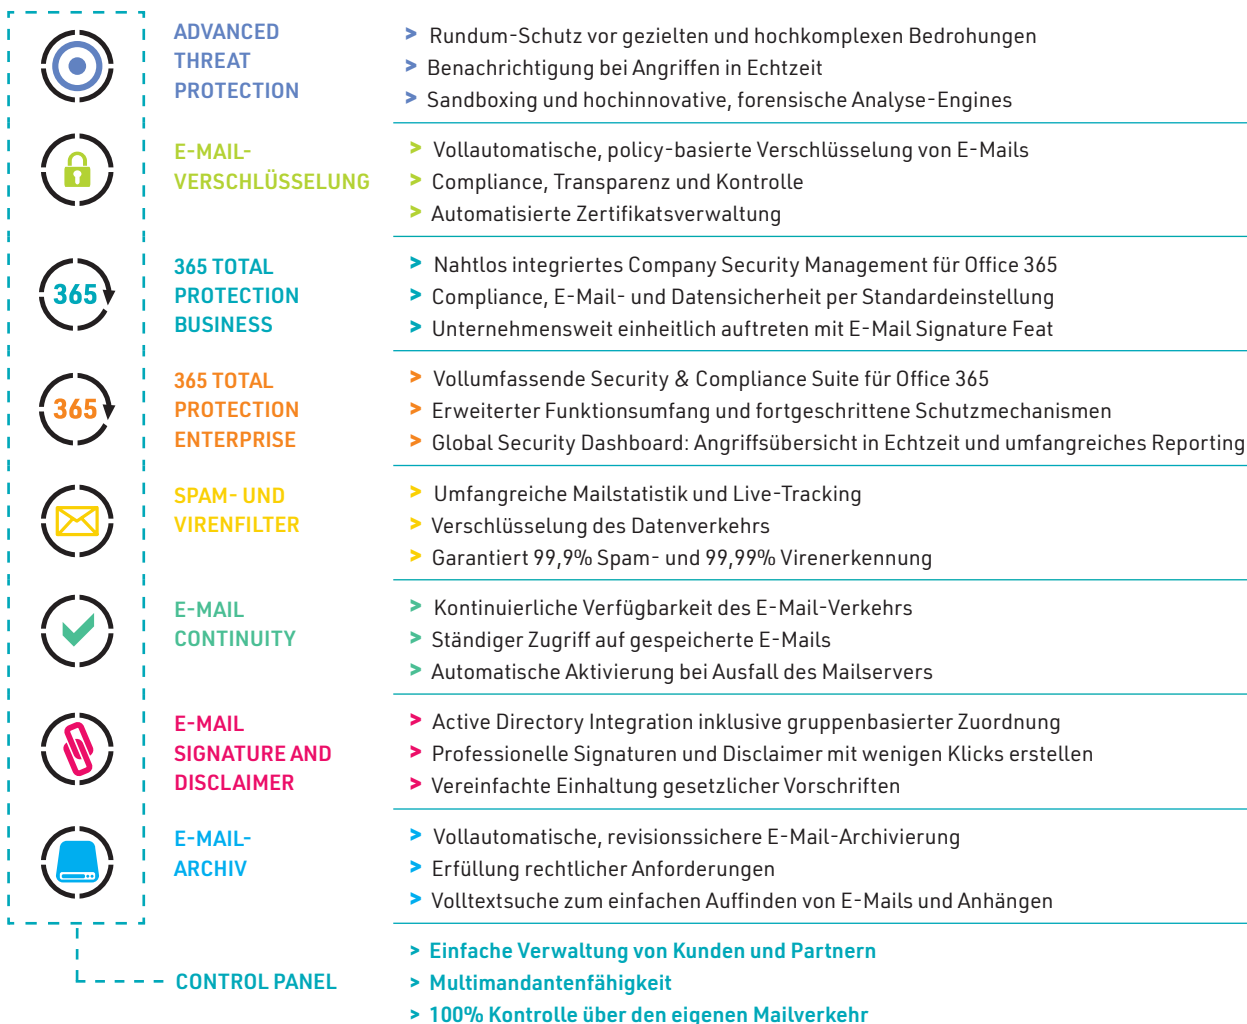 ADVANCED
THREAT
PROTECTION
> Rundum-Schutz vor gezielten und hochkomplexen Bedrohungen
> Benachrichtigung bei Angriffen in Echtzeit
> Sandboxing und hochinnovative, forensische Analyse-Engines
E-MAIL-
VERSCHLÜSSELUNG
> Vollautomatische, policy-basierte Verschlüsselung von E-Mails
> Compliance, Transparenz und Kontrolle
> Automatisierte Zertifikatsverwaltung
365
365 TOTAL
PROTECTION
BUSINESS
> Nahtlos integriertes Company Security Management für Office 365
> Compliance, E-Mail- und Datensicherheit per Standardeinstellung
> Unternehmensweit einheitlich auftreten mit E-Mail Signature Feat
365
365 TOTAL
PROTECTION
ENTERPRISE
> Vollumfassende Security & Compliance Suite für Office 365
> Erweiterter Funktionsumfang und fortgeschrittene Schutzmechanismen
> Global Security Dashboard: Angriffsübersicht in Echtzeit und umfangreiches Reporting
SPAM- UND
VIRENFILTER
> Umfangreiche Mailstatistik und Live-Tracking
> Verschlüsselung des Datenverkehrs
> Garantiert 99,9% Spam- und 99,99% Virenerkennung
E-MAIL
CONTINUITY
> Kontinuierliche Verfügbarkeit des E-Mail-Verkehrs
> Ständiger Zugriff auf gespeicherte E-Mails
> Automatische Aktivierung bei Ausfall des Mailservers
E-MAIL
SIGNATURE AND
DISCLAIMER
> Active Directory Integration inklusive gruppenbasierter Zuordnung
> Professionelle Signaturen und Disclaimer mit wenigen Klicks erstellen
> Vereinfachte Einhaltung gesetzlicher Vorschriften
E-MAIL-
ARCHIV
> Vollautomatische, revisionssichere E-Mail-Archivierung
> Erfüllung rechtlicher Anforderungen
> Volltextsuche zum einfachen Auffinden von E-Mails und Anhängen
CONTROL PANEL
> Einfache Verwaltung von Kunden und Partnern
> Multimandantenfähigkeit
> 100% Kontrolle über den eigenen Mailverkehr